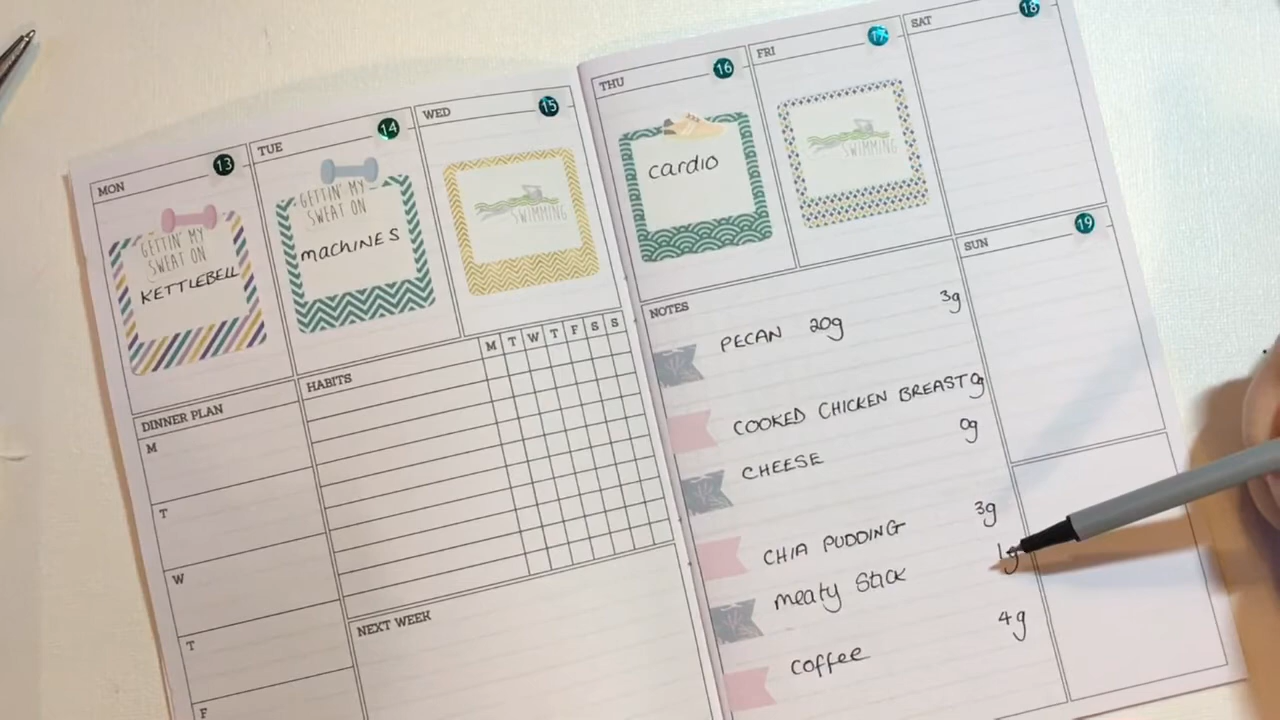 MON 13
GETTIN' MY
SWEAT ON
KETTLEBELL
TUE 14
GETTIN' MY
SWEAT ON
MACHINES
WED 15
SWIMMING
THU 16
cardio
FRI 17
SWIMMING
SAT 18
SUN 19
DINNER PLAN
M
T
W
T
F
HABITS M T W T F S S
NEXT WEEK
NOTES
PECAN 20g 3g
COOKED CHICKEN BREAST 0g
CHEESE 0g
CHIA PUDDING 3g
meaty Stick 1g
coffee 4g